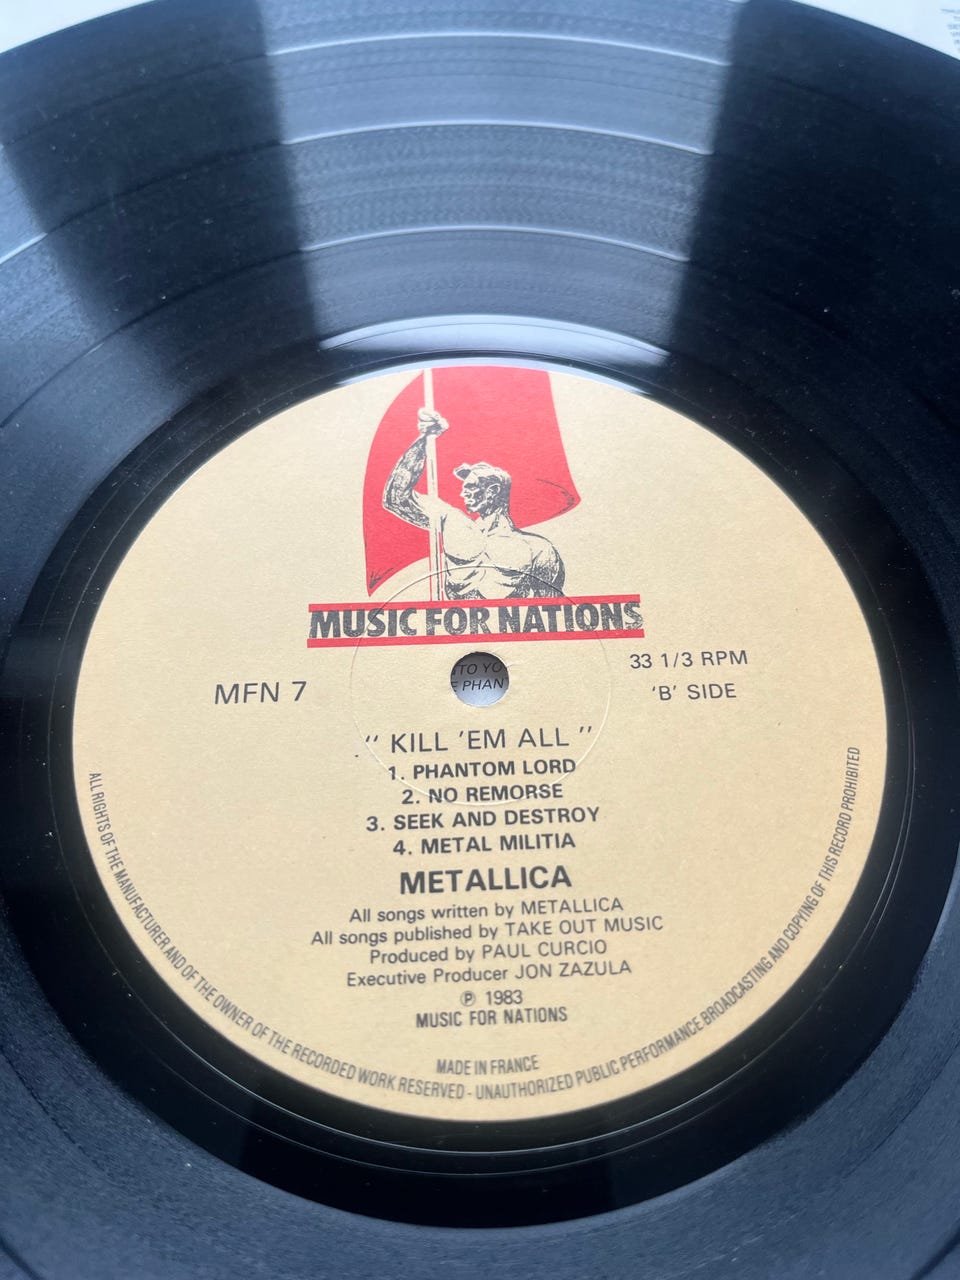 MUSIC FOR NATIONS
MFN 7
33 1/3 RPM
'B' SIDE
TO YO
E PHAN
" KILL 'EM ALL "
1. PHANTOM LORD
2. NO REMORSE
3. SEEK AND DESTROY
4. METAL MILITIA
METALLICA
All songs written by METALLICA
All songs published by TAKE OUT MUSIC
Produced by PAUL CURCIO
Executive Producer JON ZAZULA
℗ 1983
MUSIC FOR NATIONS
MADE IN FRANCE
ALL RIGHTS OF THE MANUFACTURER AND OF THE OWNER OF THE RECORDED WORK RESERVED - UNAUTHORIZED PUBLIC PERFORMANCE BROADCASTING AND COPYING OF THIS RECORD PROHIBITED